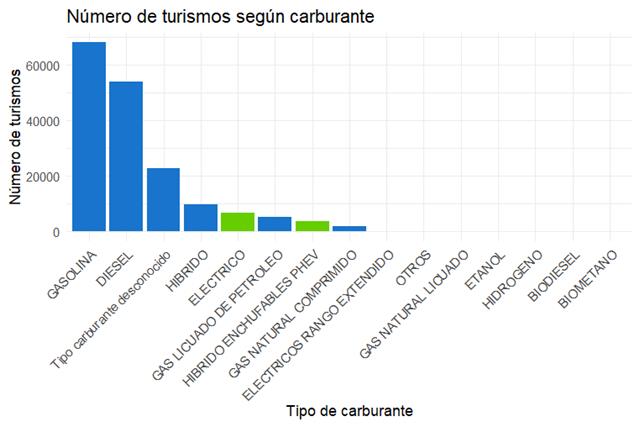 Número de turismos según carburante
Número de turismos
60000
40000
20000
0
GASOLINA
DIESEL
Tipo carburante desconocido
HIBRIDO
ELECTRICO
GAS LICUADO DE PETROLEO
HIBRIDO ENCHUFABLES PHEV
GAS NATURAL COMPRIMIDO
ELECTRICOS RANGO EXTENDIDO
OTROS
GAS NATURAL LICUADO
ETANOL
HIDROGENO
BIODIESEL
BIOMETANO
Tipo de carburante